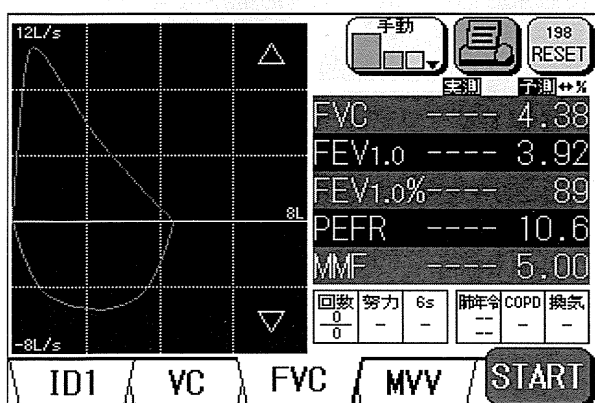 12L/s
手動
198
RESET
実測 予測↔%
FVC ---- 4.38
FEV1.0 ---- 3.92
FEV1.0% ---- 89
8L
PEFR ---- 10.6
MMF ---- 5.00
回数 努力 6s 肺年令 COPD 換気
0 - - -- - -
0 --
-8L/s
ID1 VC FVC MVV START